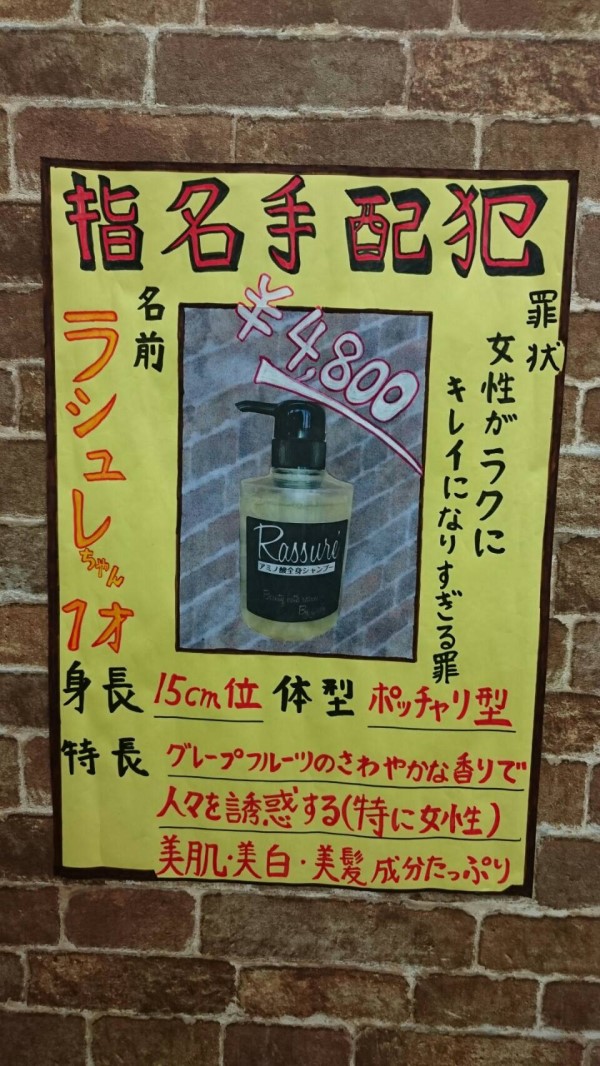 指名手配犯
罪状
女性がラクに
キレイになりすぎる罪
¥4,800
Rassuré
アミノ酸全身シャンプー
名前
ラシュレちゃん
1才
身長 15cm位 体型 ポッチャリ型
特長 グレープフルーツのさわやかな香りで
人々を誘惑する(特に女性)
美肌・美白・美髪成分たっぷり